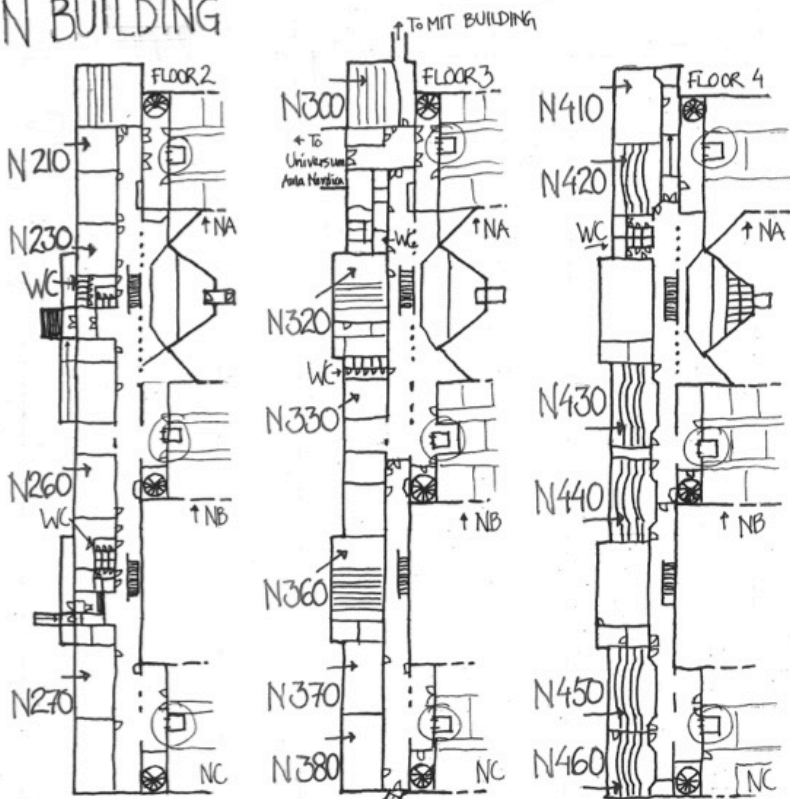 N BUILDING
FLOOR 2
N210
N230
WC
↑ NA
N260
WC
↑ NB
N270
NC
↑ To MIT BUILDING
FLOOR 3
N300
← To
Universum
Aula Nordica
WC
↑ NA
N320
WC→
N330
↑ NB
N360
N370
N380
NC
FLOOR 4
N410
N420
WC
↑ NA
N430
N440
↑ NB
N450
N460
NC